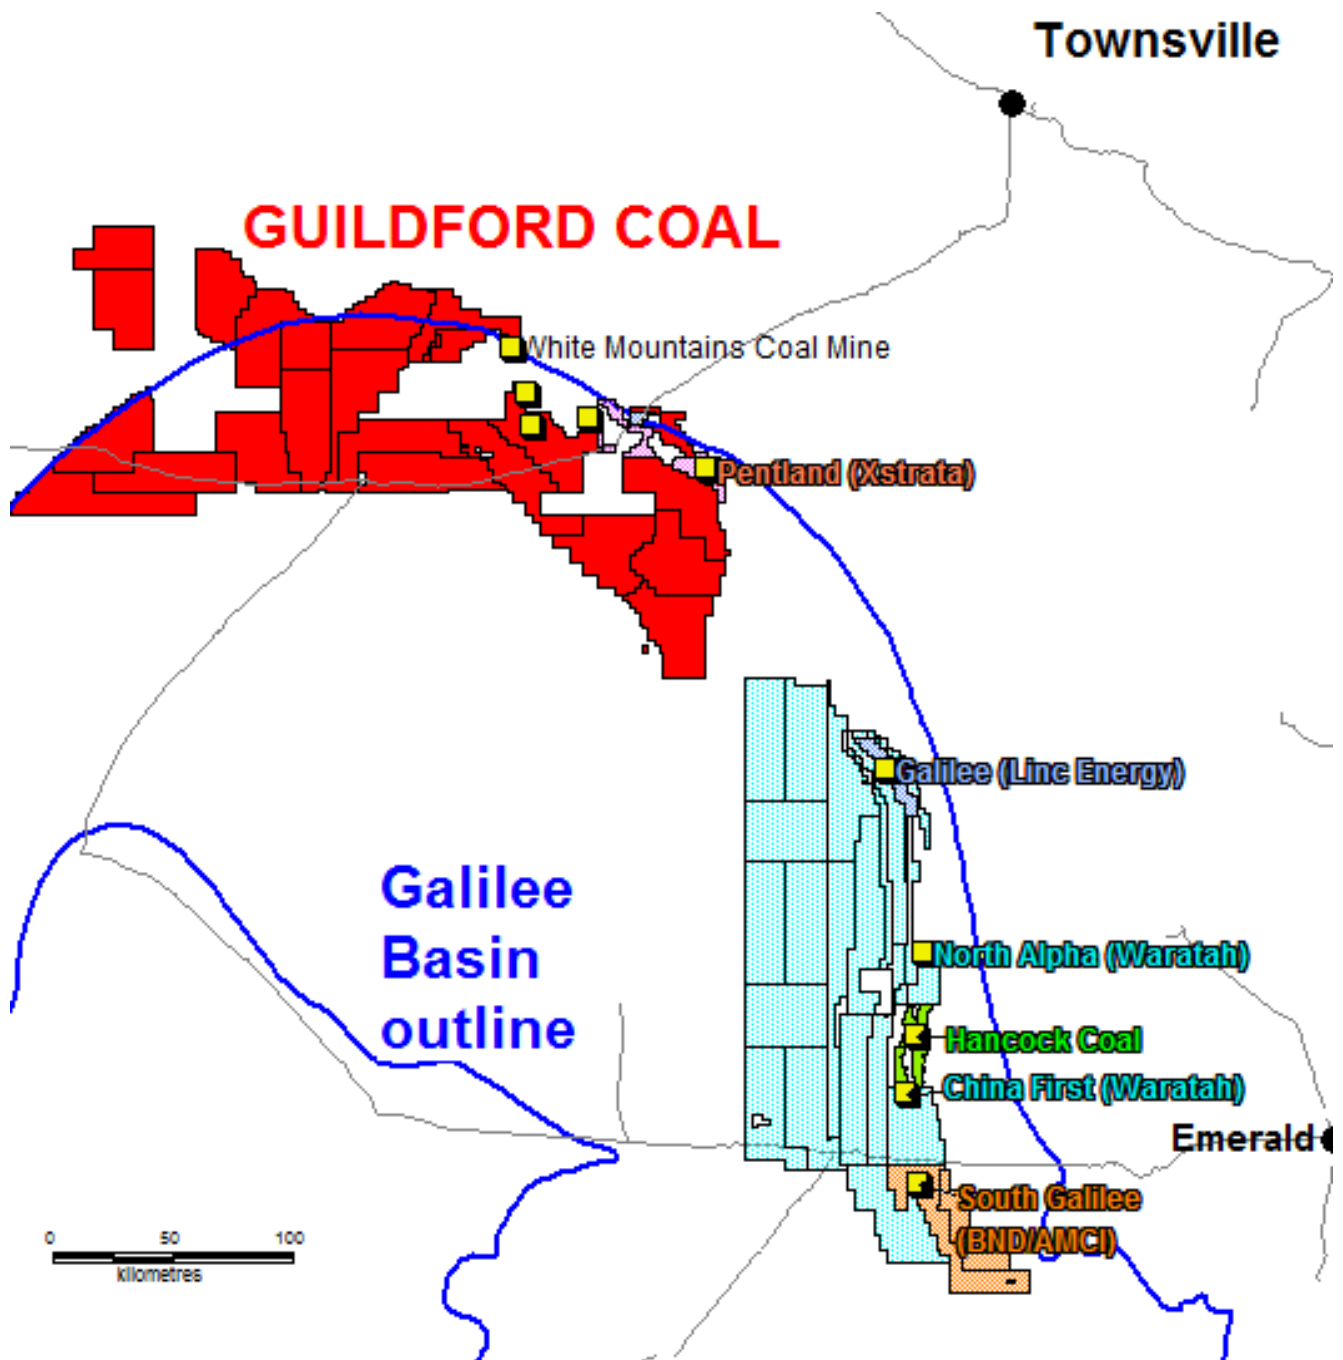 Townsville
GUILDFORD COAL
White Mountains Coal Mine
Pentland (Xstrata)
Galilee (Linc Energy)
Galilee
Basin
outline
North Alpha (Waratah)
Hancock Coal
China First (Waratah)
Emerald
South Galilee
(BND/AMCI)
0 50 100
kilometres